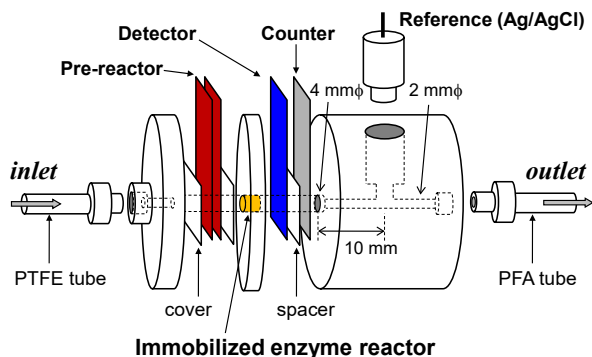 Reference (Ag/AgCl)
Detector
Counter
Pre-reactor
4 mmϕ
2 mmϕ
inlet
outlet
10 mm
PTFE tube
cover
spacer
PFA tube
Immobilized enzyme reactor